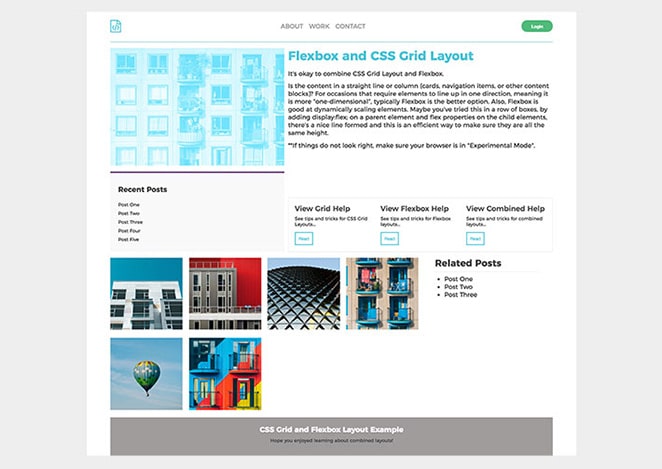 ABOUT WORK CONTACT
Login
Flexbox and CSS Grid Layout
It's okay to combine CSS Grid Layout and Flexbox.
Is the content in a straight line or column (cards, navigation items, or other content
blocks)? For occasions that require elements to line up in one direction, meaning it
is more "one-dimensional", typically Flexbox is the better option. Also, Flexbox is
good at dynamically scaling elements. Maybe you've tried this in a row of boxes, by
adding display:flex; on a parent element and flex properties on the child elements,
there's a nice line formed and this is an efficient way to make sure they are all the
same height.
**If things do not look right, make sure your browser is in "Experimental Mode".
Recent Posts
Post One
Post Two
Post Three
Post Four
Post Five
View Grid Help
See tips and tricks for CSS Grid
Layouts...
Read
View Flexbox Help
See tips and tricks for Flexbox
layouts...
Read
View Combined Help
See tips and tricks for combined
layouts...
Read
Related Posts
Post One
Post Two
Post Three
CSS Grid and Flexbox Layout Example
Hope you enjoyed learning about combined layouts!